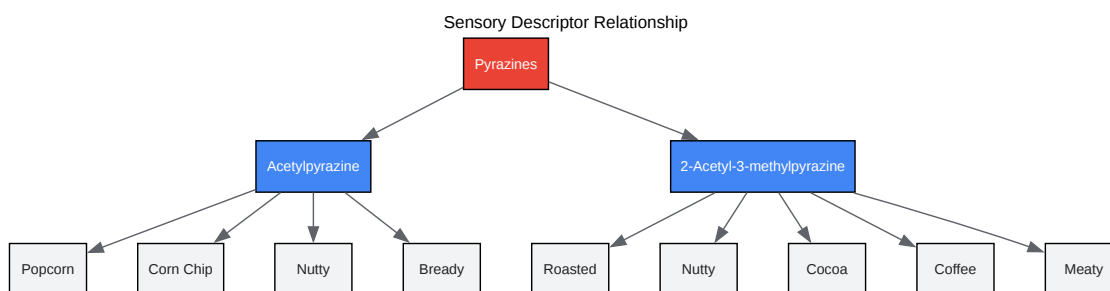 Sensory Descriptor Relationship
Pyrazines
Acetylpyrazine
2-Acetyl-3-methylpyrazine
Popcorn
Corn Chip
Nutty
Bready
Roasted
Nutty
Cocoa
Coffee
Meaty